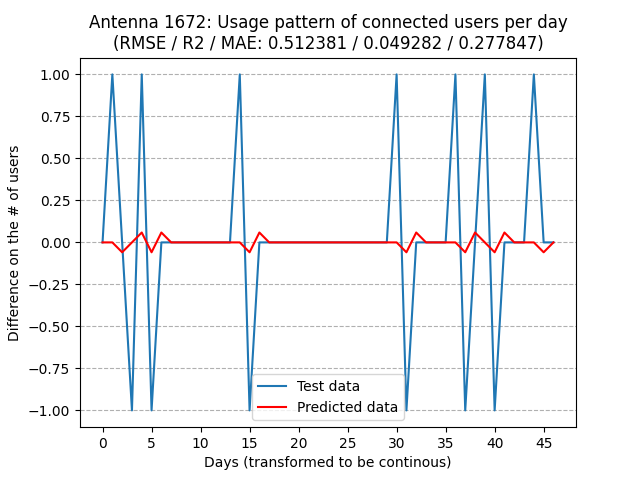 Antenna 1672: Usage pattern of connected users per day
(RMSE / R2 / MAE: 0.512381 / 0.049282 / 0.277847)
1.00
0.75
0.50
0.25
0.00
−0.25
−0.50
−0.75
−1.00
Difference on the # of users
Test data
Predicted data
0 5 10 15 20 25 30 35 40 45
Days (transformed to be continous)